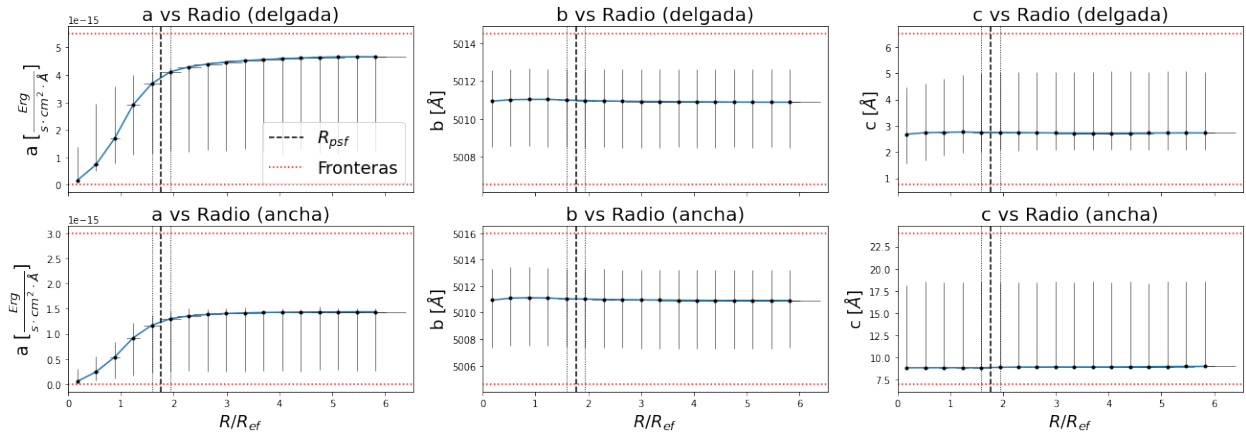 a vs Radio (delgada)
b vs Radio (delgada)
c vs Radio (delgada)
1e−15
a [Erg / s · cm² · Å]
5
4
3
2
1
0
R_psf
Fronteras
b [Å]
5014
5012
5010
5008
c [Å]
6
5
4
3
2
1
a vs Radio (ancha)
b vs Radio (ancha)
c vs Radio (ancha)
1e−15
a [Erg / s · cm² · Å]
3.0
2.5
2.0
1.5
1.0
0.5
0.0
b [Å]
5016
5014
5012
5010
5008
5006
c [Å]
22.5
20.0
17.5
15.0
12.5
10.0
7.5
0 1 2 3 4 5 6
0 1 2 3 4 5 6
0 1 2 3 4 5 6
R/R_ef
R/R_ef
R/R_ef